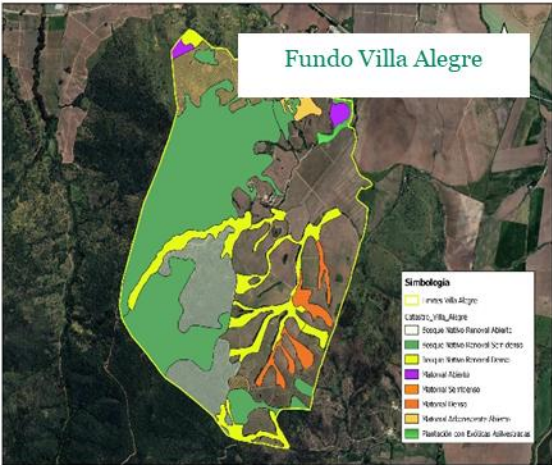 Fundo Villa Alegre
Simbología
Limites Villa Alegre
Catastro_Villa_Alegre
Bosque Nativo Renoval Abierto
Bosque Nativo Renoval Semidenso
Bosque Nativo Renoval Denso
Matorral Abierto
Matorral Semidenso
Matorral Denso
Matorral Arborescente Abierto
Plantación con Exóticas Asilvestradas